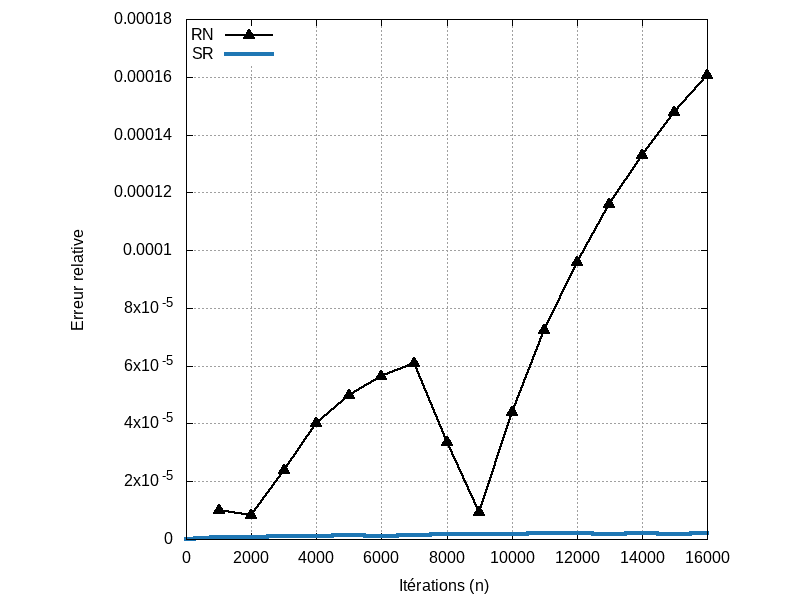 0.00018
RN
SR
0.00016
0.00014
0.00012
0.0001
8x10⁻⁵
6x10⁻⁵
4x10⁻⁵
2x10⁻⁵
0
Erreur relative
0 2000 4000 6000 8000 10000 12000 14000 16000
Itérations (n)